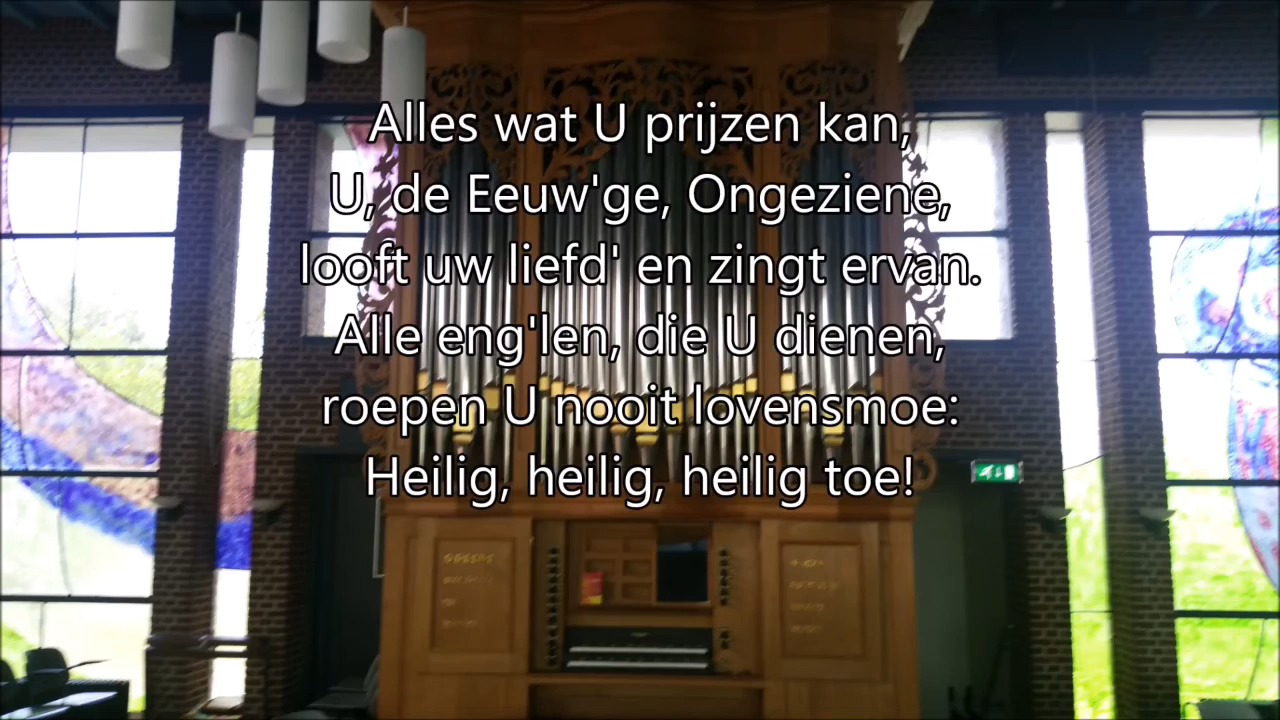 Alles wat U prijzen kan,
U, de Eeuw'ge, Ongeziene,
looft uw liefd' en zingt ervan.
Alle eng'len, die U dienen,
roepen U nooit lovensmoe:
Heilig, heilig, heilig toe!